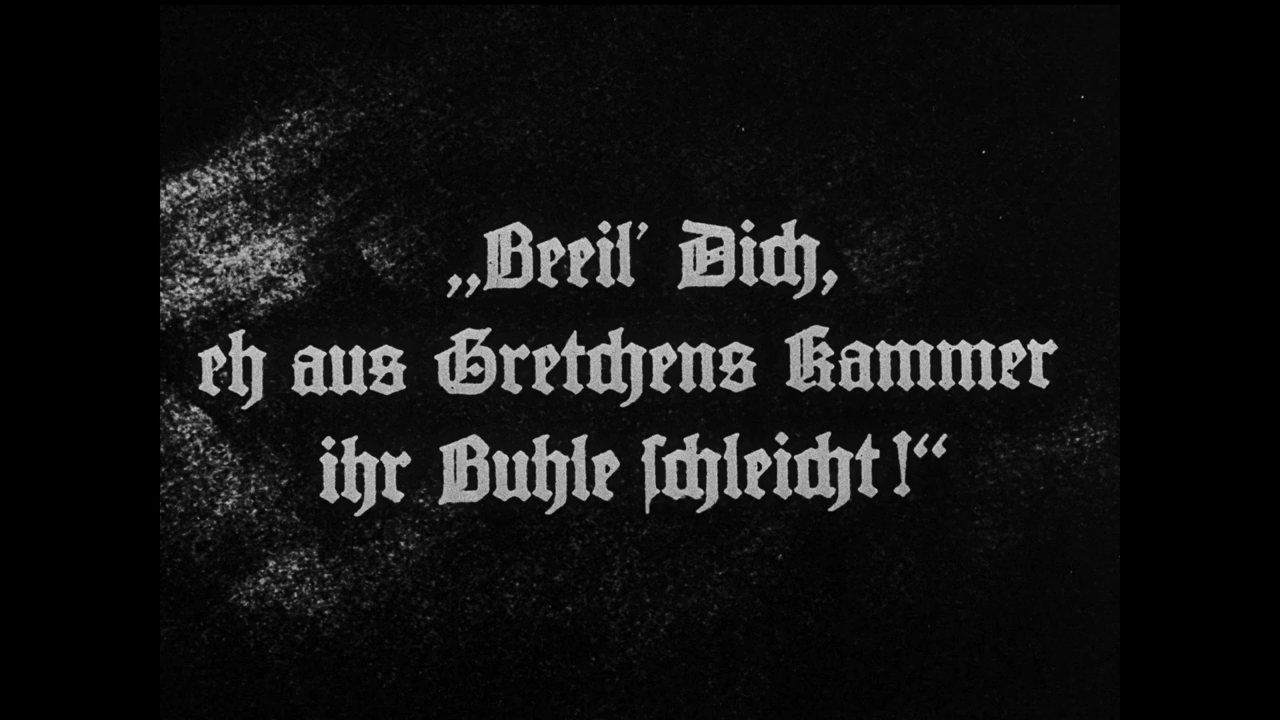 „Beeil' Dich,
eh aus Gretchens Kammer
ihr Buhle ſchleicht!“